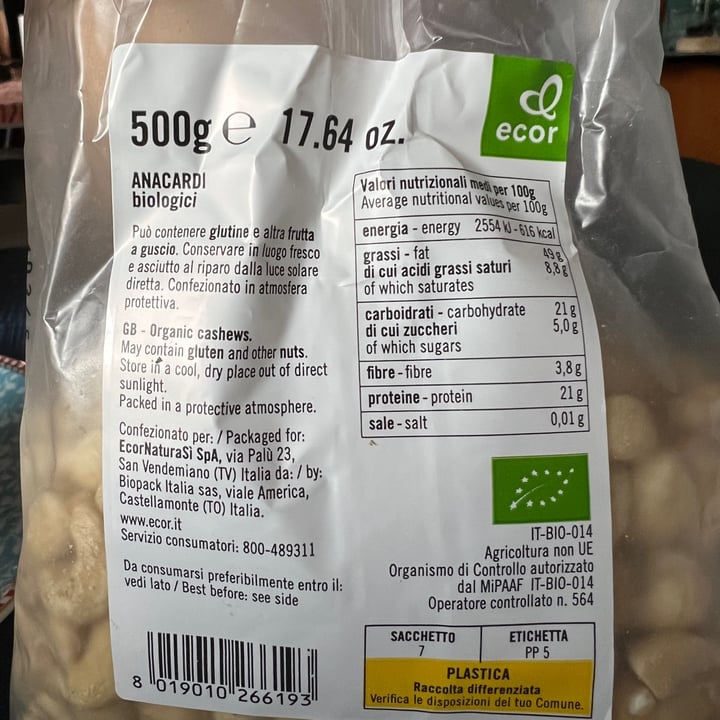 500g e 17.64 oz.
ecor
ANACARDI
biologici
Può contenere glutine e altra frutta
a guscio. Conservare in luogo fresco
e asciutto al riparo dalla luce solare
diretta. Confezionato in atmosfera
protettiva.
GB - Organic cashews.
May contain gluten and other nuts.
Store in a cool, dry place out of direct
sunlight.
Packed in a protective atmosphere.
Confezionato per: / Packaged for:
EcorNaturaSì SpA, via Palù 23,
San Vendemiano (TV) Italia da: / by:
Biopack Italia sas, viale America,
Castellamonte (TO) Italia.
www.ecor.it
Servizio consumatori: 800-489311
Da consumarsi preferibilmente entro il:
vedi lato / Best before: see side
8 019010 266193
Valori nutrizionali medi per 100g
Average nutritional values per 100g
energia - energy 2554 kJ - 616 kcal
grassi - fat 49 g
di cui acidi grassi saturi 8,8 g
of which saturates
carboidrati - carbohydrate 21 g
di cui zuccheri 5,0 g
of which sugars
fibre - fibre 3,8 g
proteine - protein 21 g
sale - salt 0,01 g
IT-BIO-014
Agricoltura non UE
Organismo di Controllo autorizzato
dal MiPAAF IT-BIO-014
Operatore controllato n. 564
SACCHETTO ETICHETTA
7 PP 5
PLASTICA
Raccolta differenziata
Verifica le disposizioni del tuo Comune.